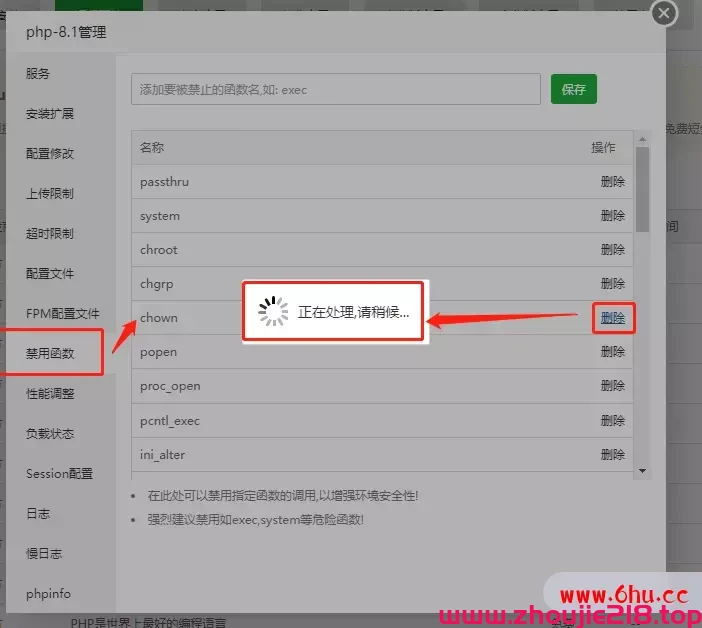 php-8.1管理
服务
安装扩展
配置修改
上传限制
超时限制
配置文件
FPM配置文件
禁用函数
性能调整
负载状态
Session配置
日志
慢日志
phpinfo
添加要被禁止的函数名,如: exec
保存
名称 操作
passthru 删除
system 删除
chroot 删除
chgrp 删除
chown 删除
正在处理,请稍候...
popen 删除
proc_open 删除
pcntl_exec 删除
ini_alter 删除
在此处可以禁用指定函数的调用,以增强环境安全性!
强烈建议禁用如exec,system等危险函数!
免费短
间
www.6hu.cc
www.zhoujie218.top
PHP是世界上最好的编程语言